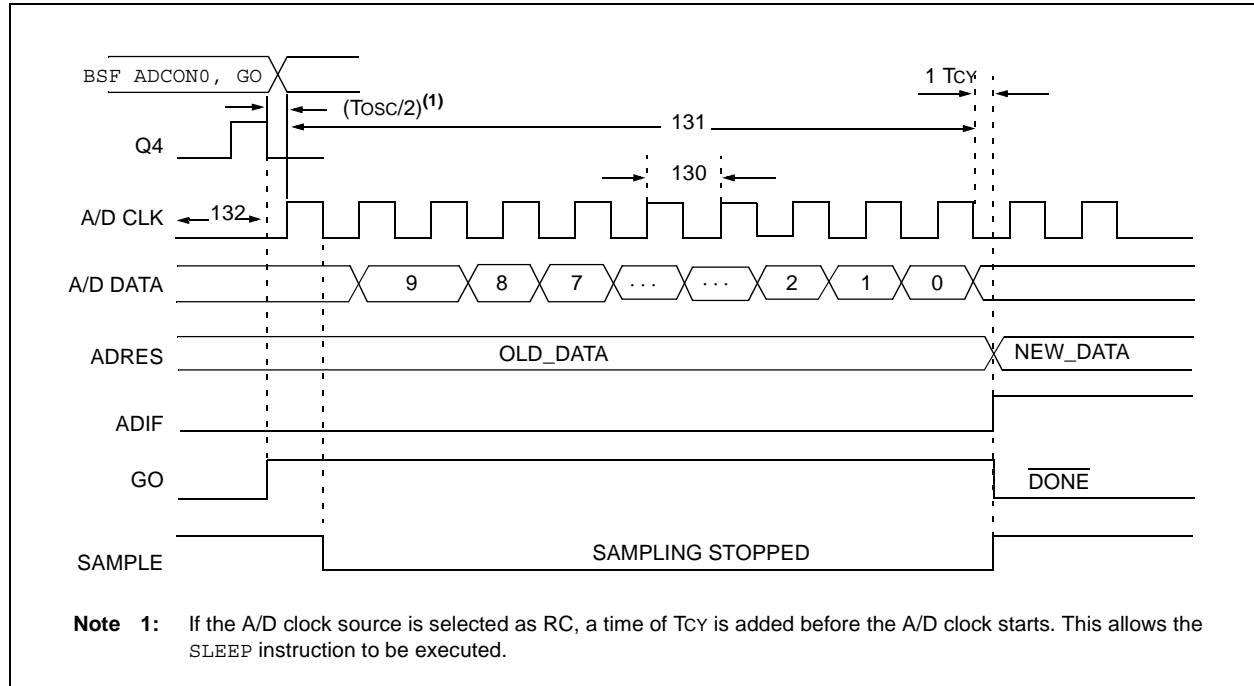 BSF ADCON0, GO
1 TCY
(TOSC/2)(1)
131
Q4
130
A/D CLK
132
A/D DATA
9
8
7
...
...
2
1
0
ADRES
OLD_DATA
NEW_DATA
ADIF
GO
DONE
SAMPLE
SAMPLING STOPPED
Note 1: If the A/D clock source is selected as RC, a time of TCY is added before the A/D clock starts. This allows the
SLEEP instruction to be executed.